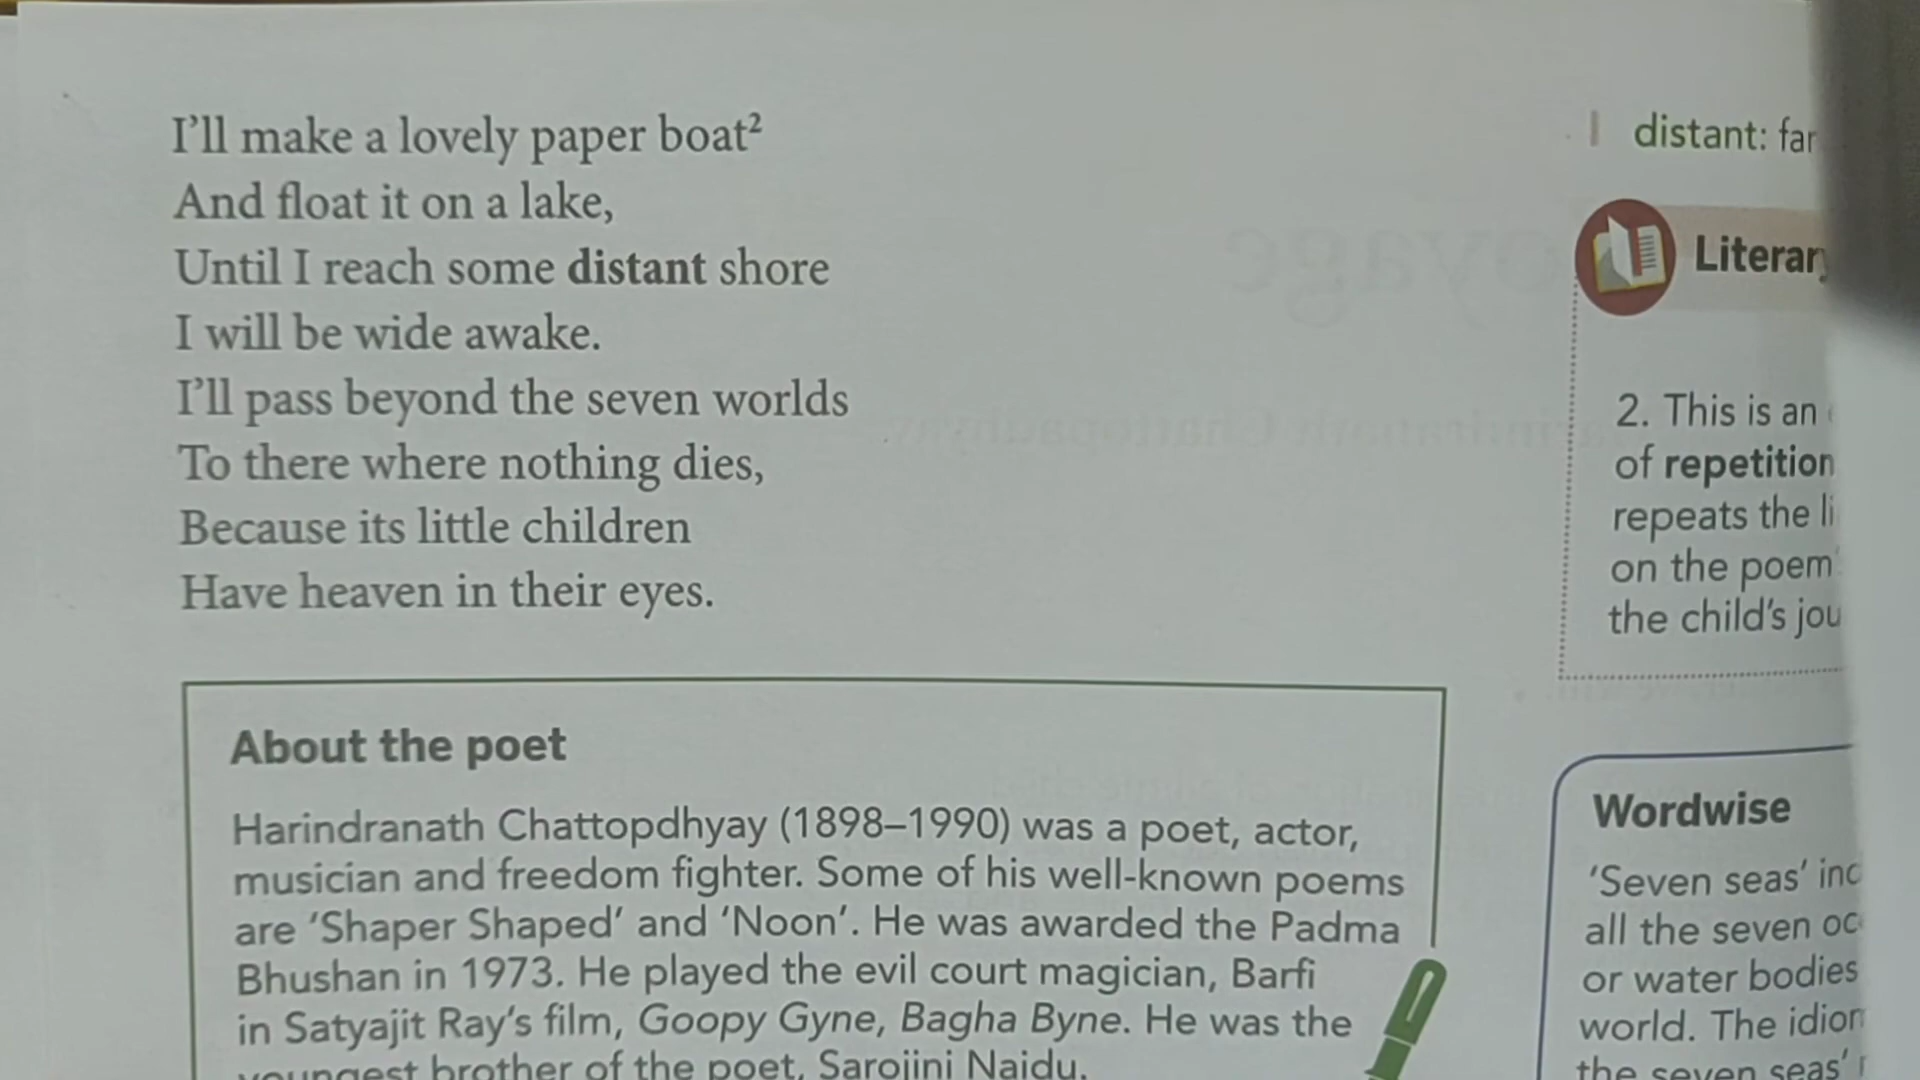 I'll make a lovely paper boat²
And float it on a lake,
Until I reach some distant shore
I will be wide awake.
I'll pass beyond the seven worlds
To there where nothing dies,
Because its little children
Have heaven in their eyes.
About the poet
Harindranath Chattopdhyay (1898–1990) was a poet, actor,
musician and freedom fighter. Some of his well-known poems
are 'Shaper Shaped' and 'Noon'. He was awarded the Padma
Bhushan in 1973. He played the evil court magician, Barfi
in Satyajit Ray's film, Goopy Gyne, Bagha Byne. He was the
youngest brother of the poet, Sarojini Naidu.
distant: far
Literary
2. This is an
of repetition
repeats the
on the poem'
the child's
Wordwise
'Seven seas'
all the seven
or water bodies
world. The
the seven seas'